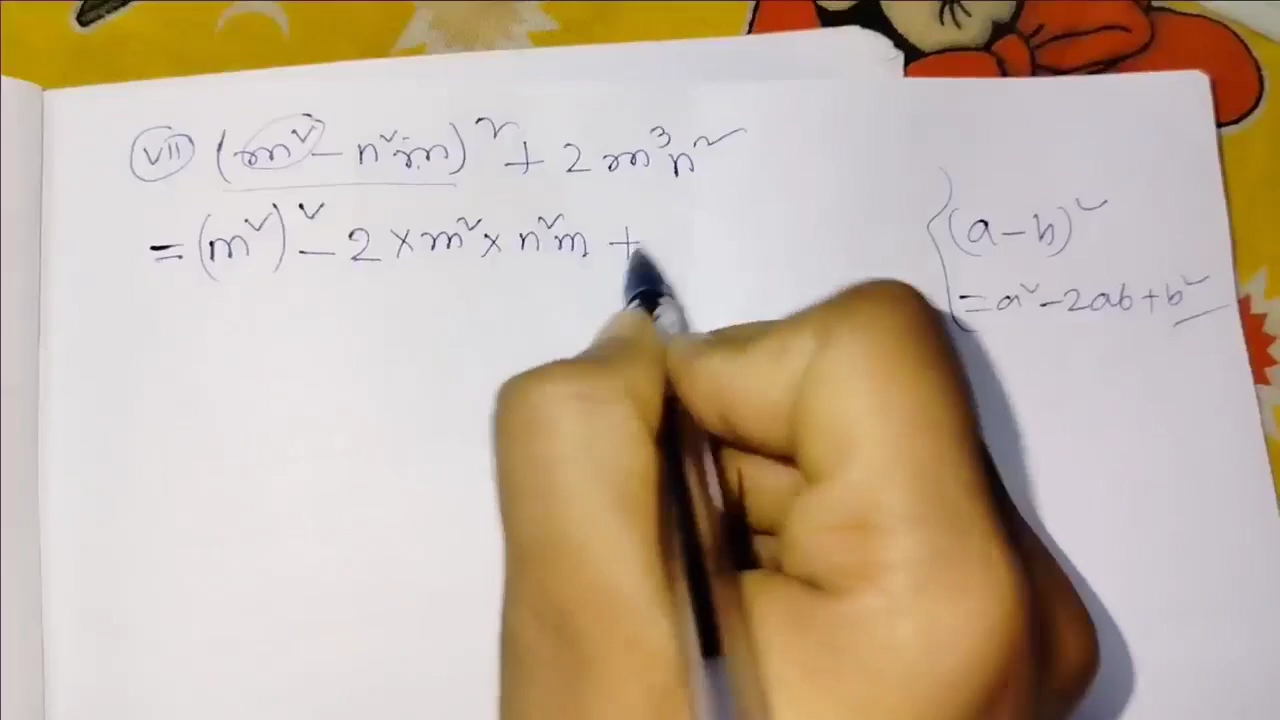 (vii) (m² - n²m)² + 2m³n²
= (m²)² - 2 × m² × n²m +
(a-b)²
= a² - 2ab + b²